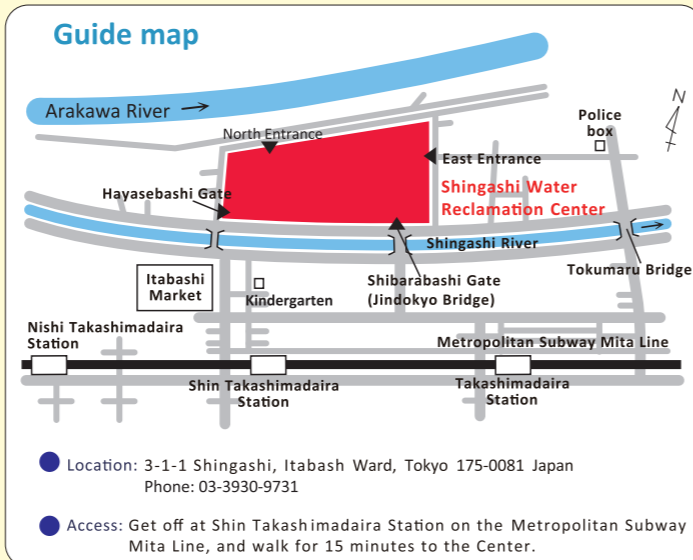 Guide map
Arakawa River
N
Police
box
North Entrance
East Entrance
Hayasebashi Gate
Shingashi Water
Reclamation Center
Shingashi River
Itabashi
Market
Kindergarten
Shibarabashi Gate
(Jindokyo Bridge)
Tokumaru Bridge
Nishi Takashimadaira
Station
Metropolitan Subway Mita Line
Shin Takashimadaira
Station
Takashimadaira
Station
Location: 3-1-1 Shingashi, Itabash Ward, Tokyo 175-0081 Japan
Phone: 03-3930-9731
Access: Get off at Shin Takashimadaira Station on the Metropolitan Subway
Mita Line, and walk for 15 minutes to the Center.